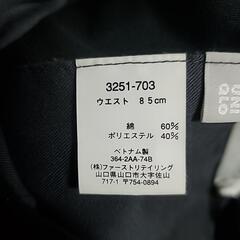 3251-703
ウエスト 85cm
綿 60%
ポリエステル 40%
ベトナム製
364-2AA-74B
(株)ファーストリテイリング
山口県山口市大字佐山
717-1 〒754-0894
UNI
QLO